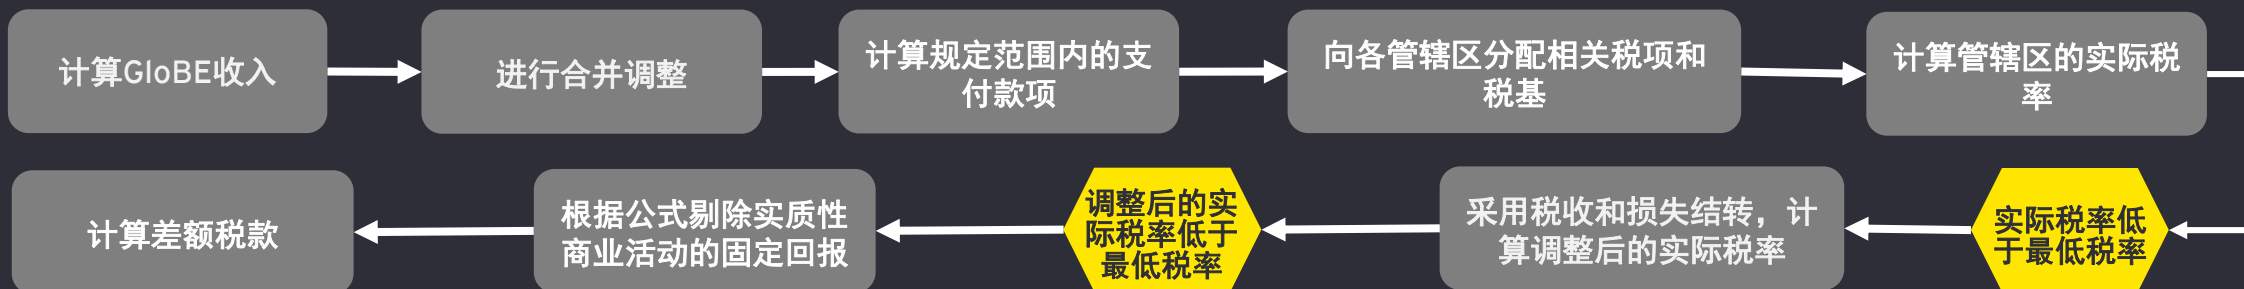 计算GloBE收入
进行合并调整
计算规定范围内的支
付款项
向各管辖区分配相关税项和
税基
计算管辖区的实际税
率
实际税率低
于最低税率
采用税收和损失结转，计
算调整后的实际税率
调整后的实
际税率低于
最低税率
根据公式剔除实质性
商业活动的固定回报
计算差额税款